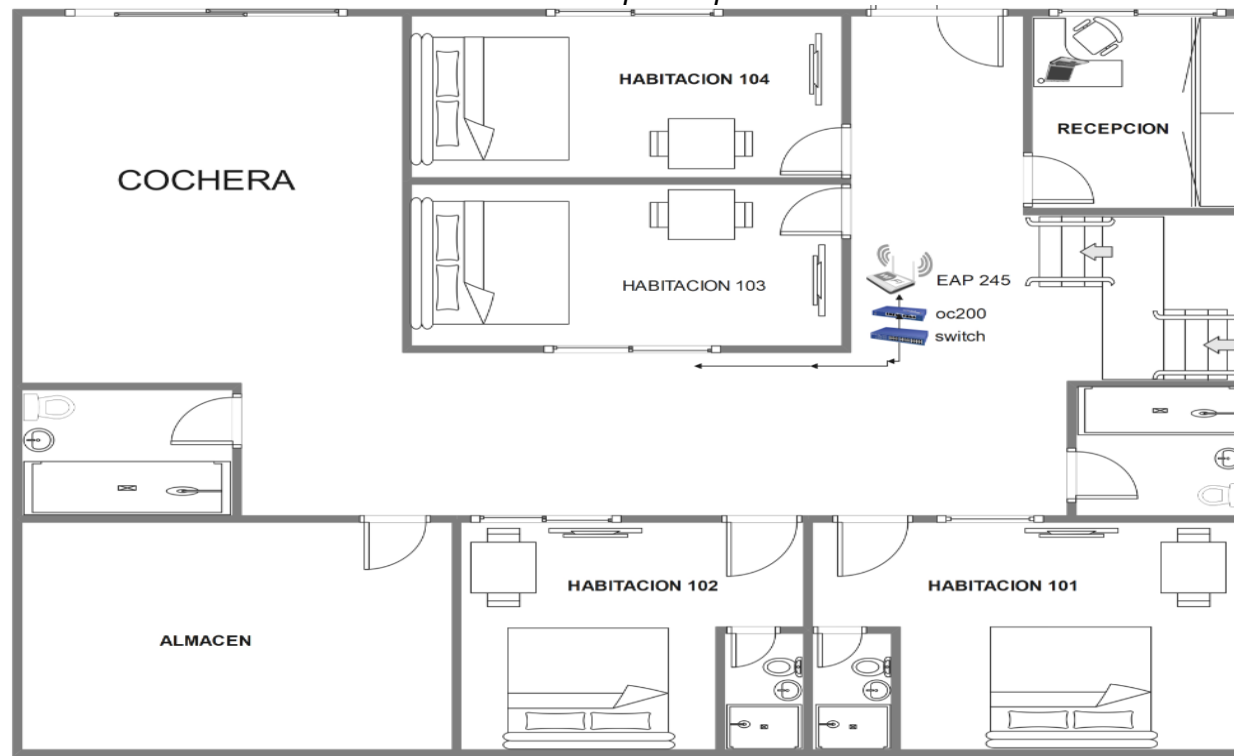 HABITACION 104
RECEPCION
COCHERA
HABITACION 103
EAP 245
oc200
switch
HABITACION 102
HABITACION 101
ALMACEN